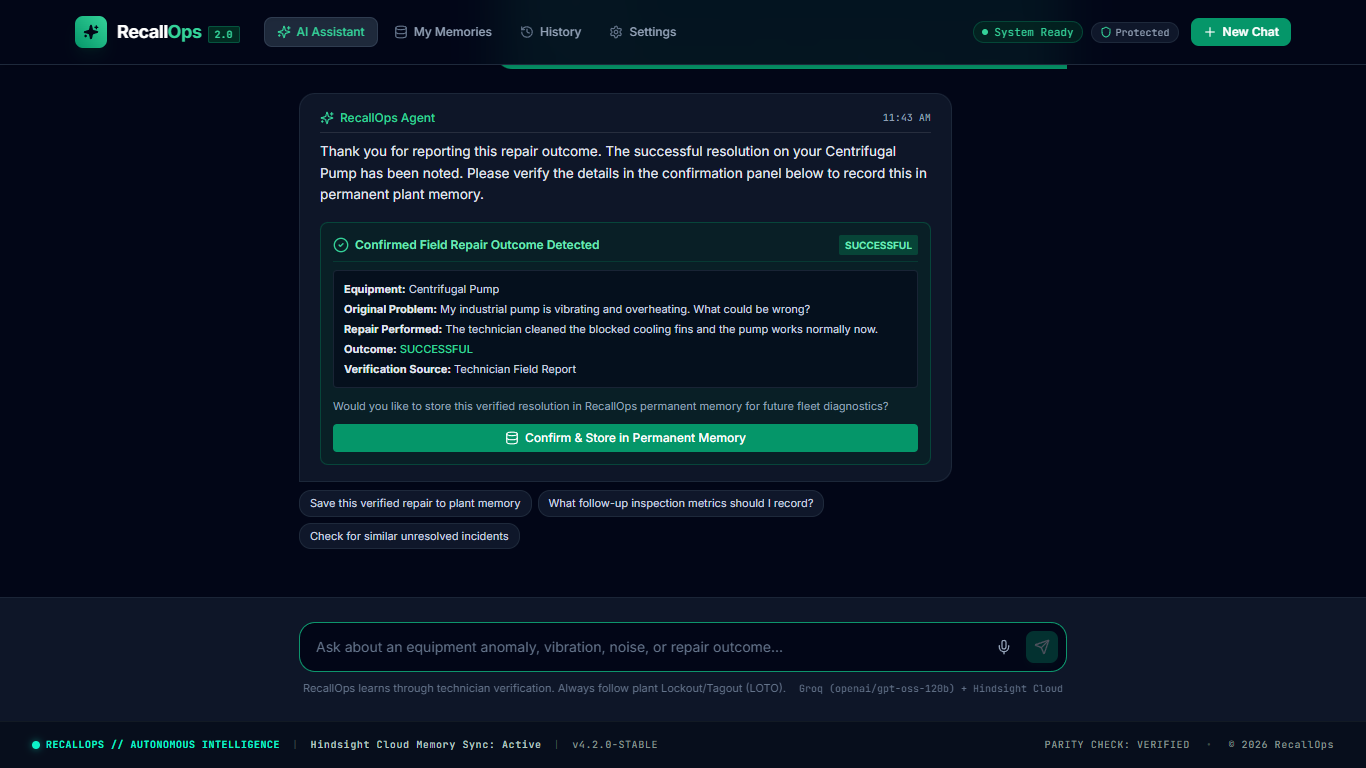 RecallOps 2.0 AI Assistant My Memories History Settings System Ready Protected New Chat
RecallOps Agent 11:43 AM
Thank you for reporting this repair outcome. The successful resolution on your Centrifugal
Pump has been noted. Please verify the details in the confirmation panel below to record this in
permanent plant memory.
Confirmed Field Repair Outcome Detected SUCCESSFUL
Equipment: Centrifugal Pump
Original Problem: My industrial pump is vibrating and overheating. What could be wrong?
Repair Performed: The technician cleaned the blocked cooling fins and the pump works normally now.
Outcome: SUCCESSFUL
Verification Source: Technician Field Report
Would you like to store this verified resolution in RecallOps permanent memory for future fleet diagnostics?
Confirm & Store in Permanent Memory
Save this verified repair to plant memory What follow-up inspection metrics should I record?
Check for similar unresolved incidents
Ask about an equipment anomaly, vibration, noise, or repair outcome...
RecallOps learns through technician verification. Always follow plant Lockout/Tagout (LOTO). Groq (openai/gpt-oss-120b) + Hindsight Cloud
RECALLOPS // AUTONOMOUS INTELLIGENCE | Hindsight Cloud Memory Sync: Active | v4.2.0-STABLE PARITY CHECK: VERIFIED · © 2026 RecallOps